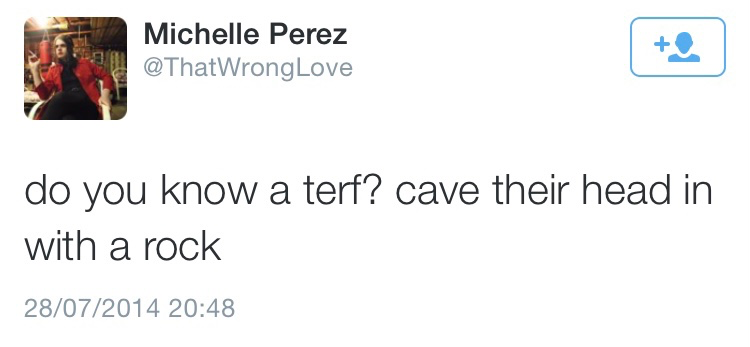 Michelle Perez
@ThatWrongLove
do you know a terf? cave their head in
with a rock
28/07/2014 20:48